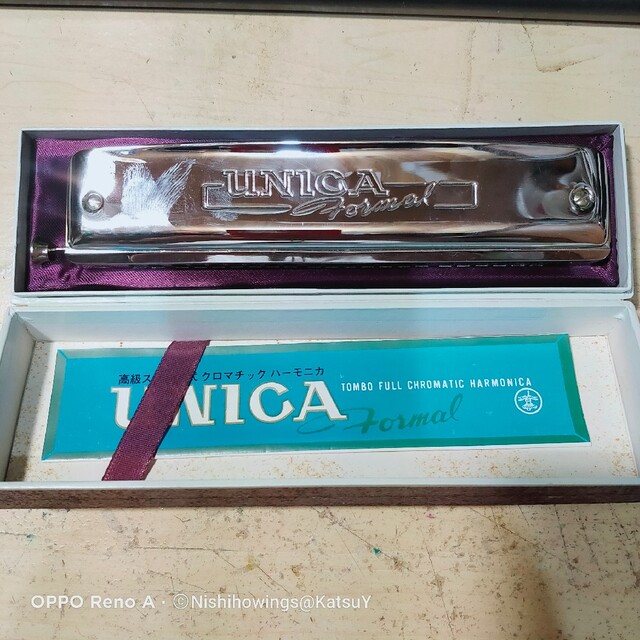 UNICA
Formal
高級ス クロマチック ハーモニカ
UNICA
TOMBO FULL CHROMATIC HARMONICA
Formal
OPPO Reno A · ©Nishihowings@KatsuY